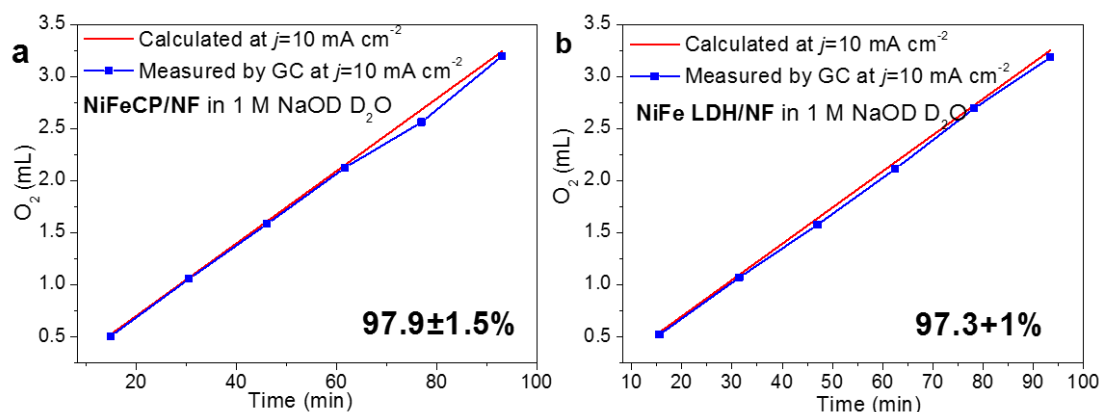 a
Calculated at j=10 mA cm⁻²
Measured by GC at j=10 mA cm⁻²
NiFeCP/NF in 1 M NaOD D₂O
97.9±1.5%
O₂ (mL)
3.5
3.0
2.5
2.0
1.5
1.0
0.5
20
40
60
80
100
Time (min)
b
Calculated at j=10 mA cm⁻²
Measured by GC at j=10 mA cm⁻²
NiFe LDH/NF in 1 M NaOD D₂O
97.3+1%
O₂ (mL)
3.5
3.0
2.5
2.0
1.5
1.0
0.5
10
20
30
40
50
60
70
80
90
100
Time (min)